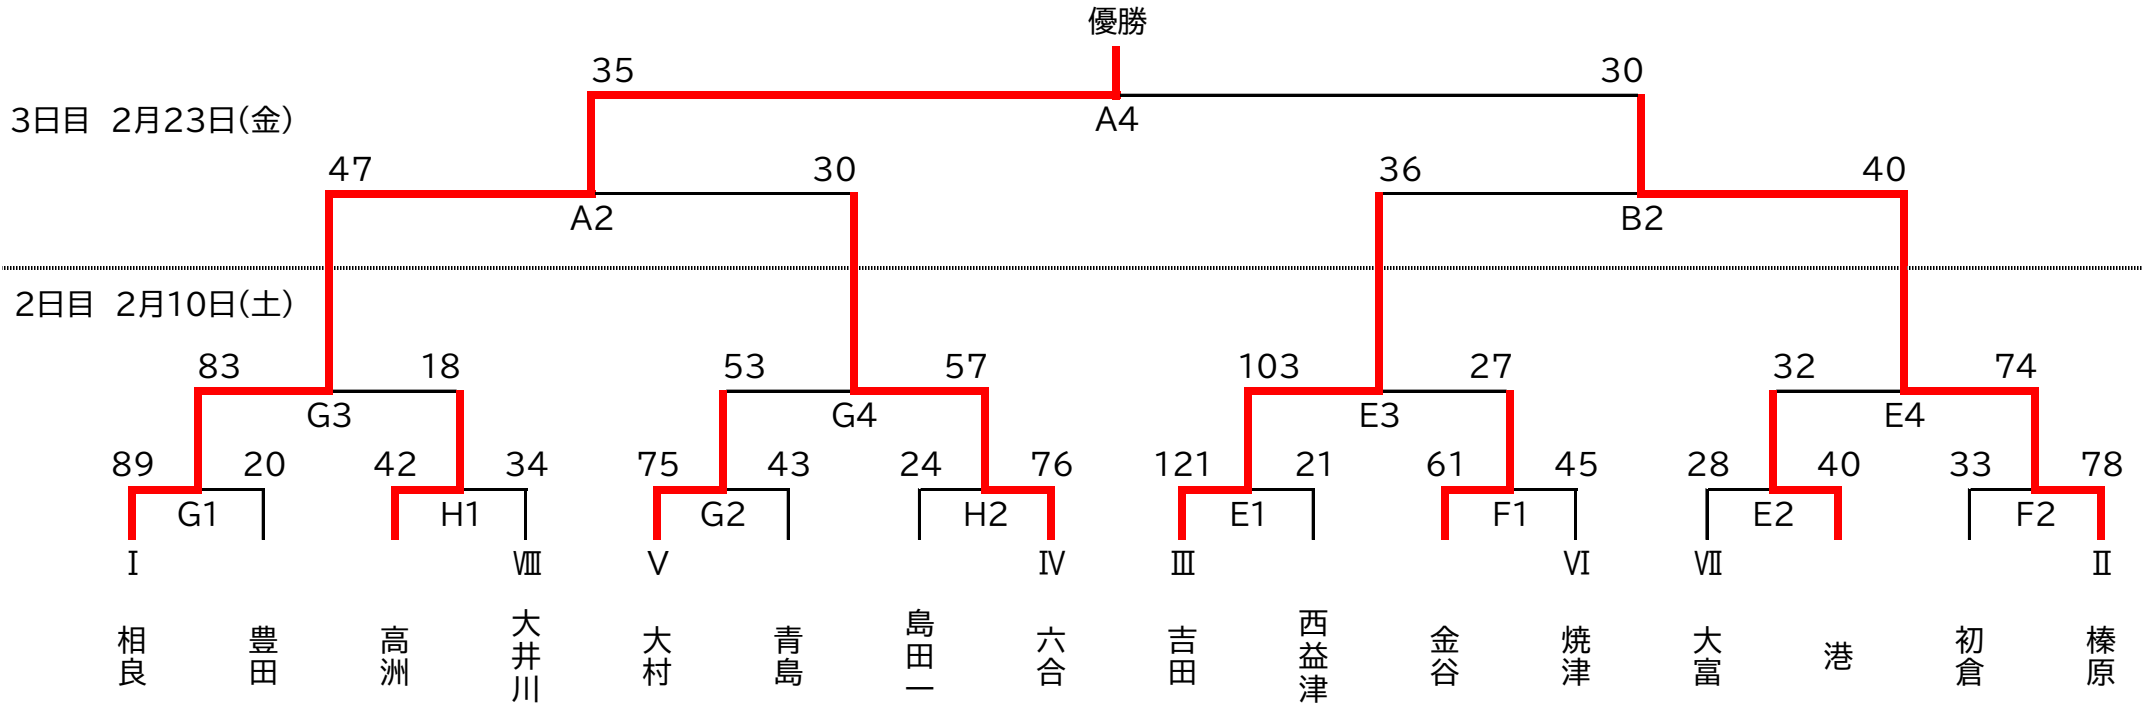 優勝
35 30
3日目 2月23日(金)
A4
47 30 36 40
A2 B2
2日目 2月10日(土)
83 18 53 57 103 27 32 74
G3 G4 E3 E4
89 20 42 34 75 43 24 76 121 21 61 45 28 40 33 78
G1 H1 G2 H2 E1 F1 E2 F2
Ⅰ Ⅷ Ⅴ Ⅳ Ⅲ Ⅵ Ⅶ Ⅱ
相良
豊田
高洲
大井川
大村
青島
島田一
六合
吉田
西益津
金谷
焼津
大富
港
初倉
榛原